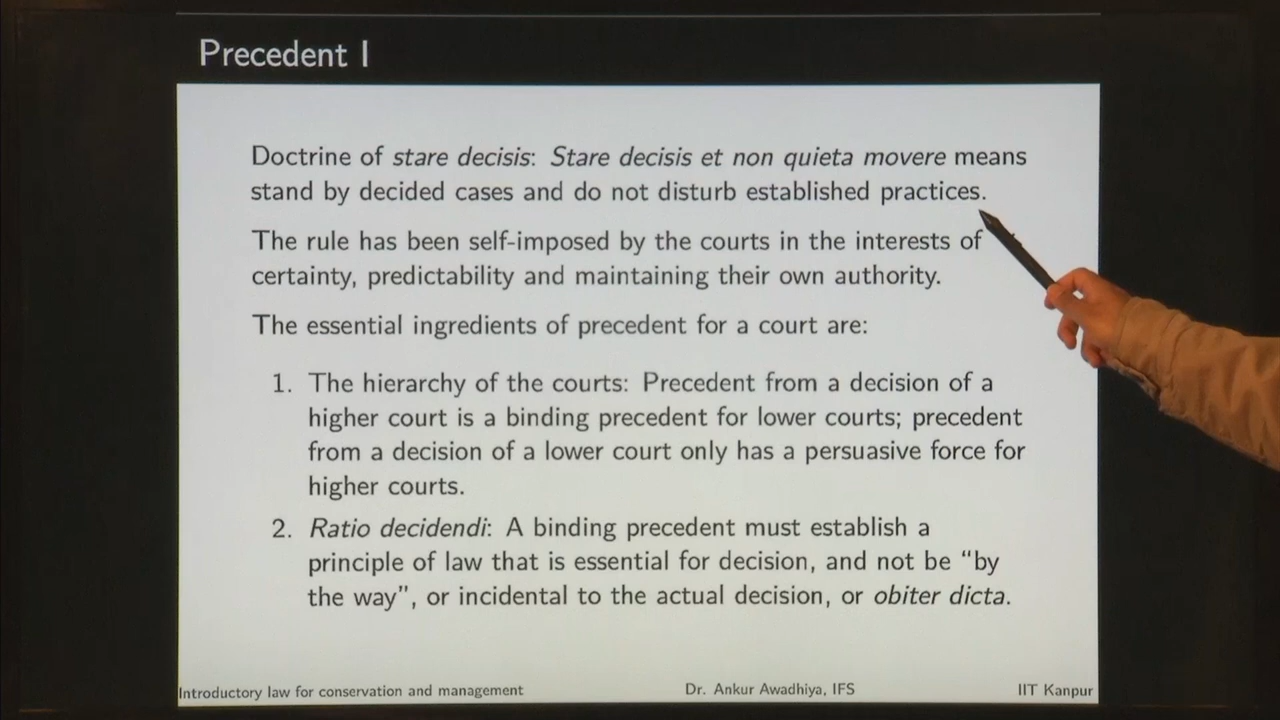 Precedent I
Doctrine of stare decisis: Stare decisis et non quieta movere means
stand by decided cases and do not disturb established practices.
The rule has been self-imposed by the courts in the interests of
certainty, predictability and maintaining their own authority.
The essential ingredients of precedent for a court are:
1. The hierarchy of the courts: Precedent from a decision of a
higher court is a binding precedent for lower courts; precedent
from a decision of a lower court only has a persuasive force for
higher courts.
2. Ratio decidendi: A binding precedent must establish a
principle of law that is essential for decision, and not be “by
the way”, or incidental to the actual decision, or obiter dicta.
Introductory law for conservation and management Dr. Ankur Awadhiya, IFS IIT Kanpur